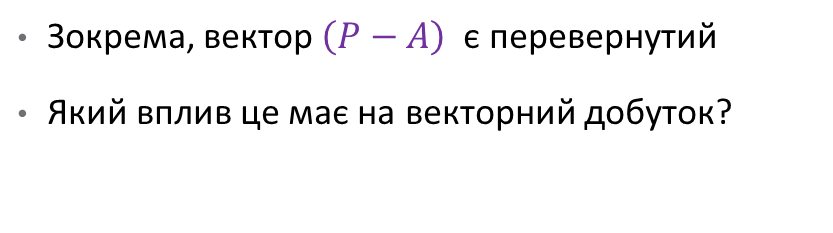 • Зокрема, вектор (P − A) є перевернутий
• Який вплив це має на векторний добуток?